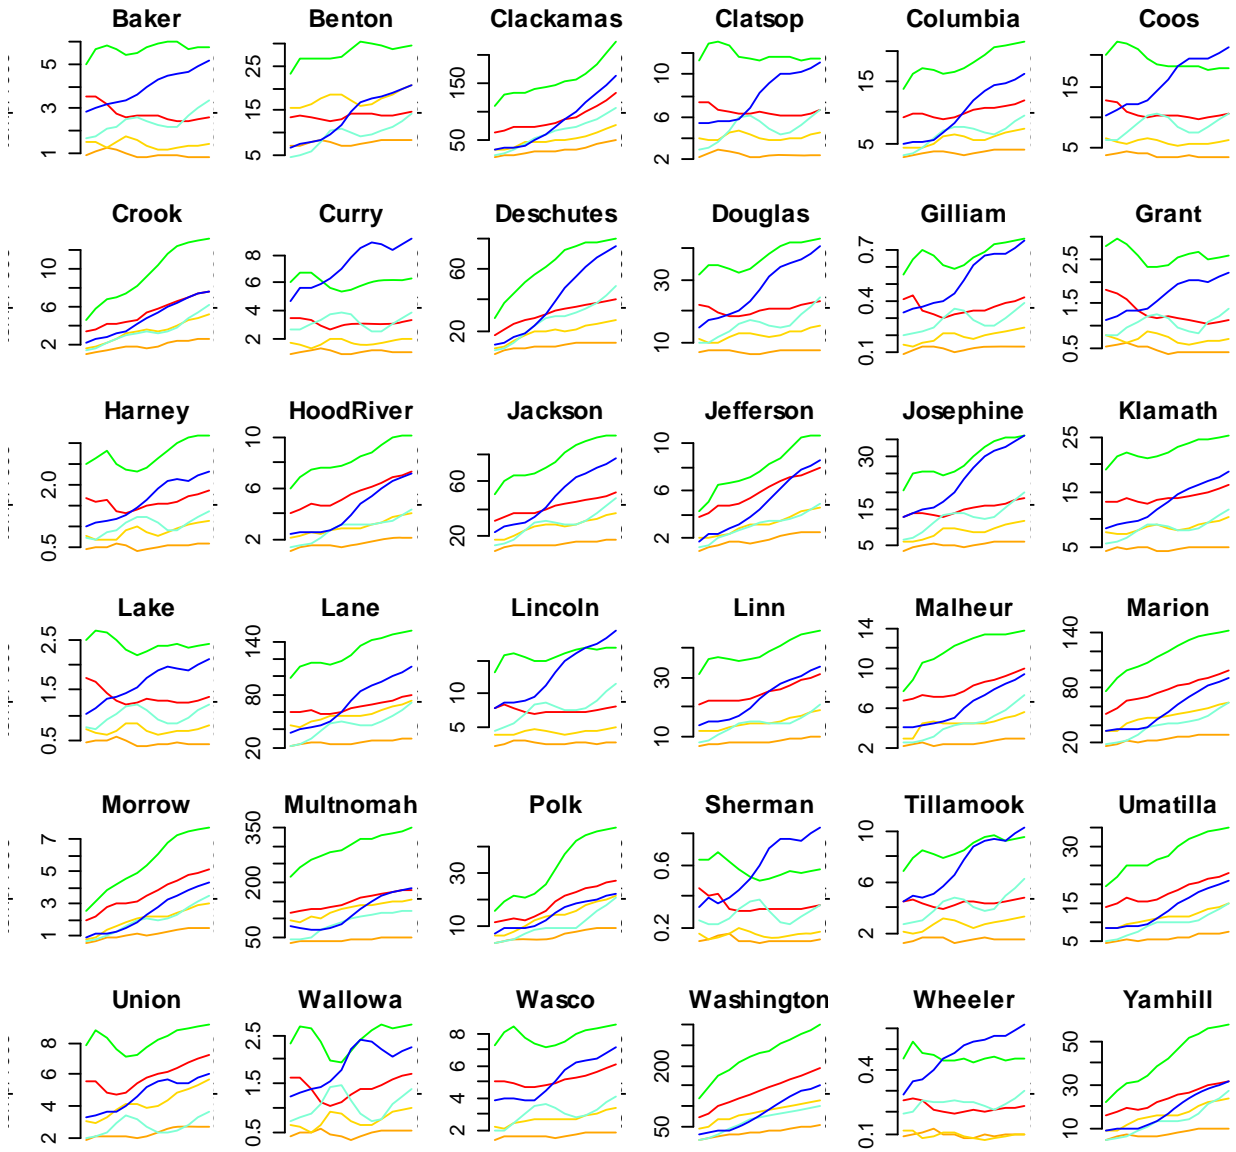 Baker Benton Clackamas Clatsop Columbia Coos
1 3 5 5 15 25 50 150 2 4 6 8 10 5 15 5 15
Crook Curry Deschutes Douglas Gilliam Grant
2 6 10 2 4 6 8 20 60 10 30 0.1 0.4 0.7 0.5 1.5 2.5
Harney HoodRiver Jackson Jefferson Josephine Klamath
0.5 2.0 2 6 10 20 60 2 6 10 5 15 30 5 15 25
Lake Lane Lincoln Linn Malheur Marion
0.5 1.5 2.5 20 80 140 5 10 10 30 2 6 10 14 20 80 140
Morrow Multnomah Polk Sherman Tillamook Umatilla
1 3 5 7 50 200 350 10 30 0.2 0.6 2 6 10 5 15 30
Union Wallowa Wasco Washington Wheeler Yamhill
2 4 6 8 0.5 1.5 2.5 2 4 6 8 50 200 0.1 0.4 10 30 50